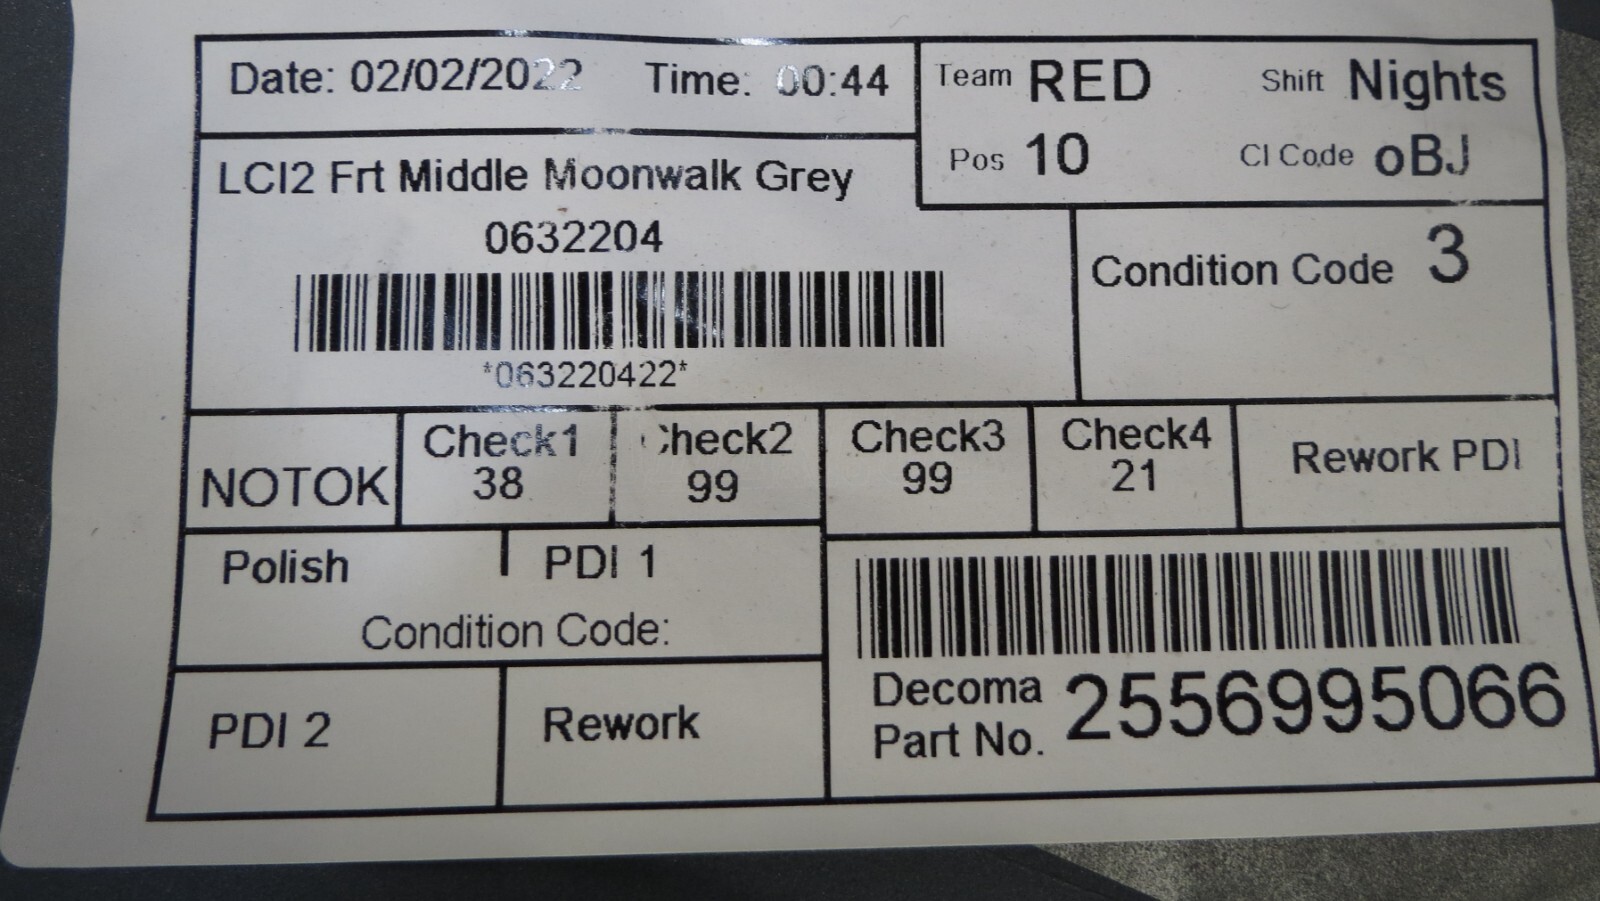 Date: 02/02/2022 Time: 00:44
Team RED Shift Nights
Pos 10 CI Code oBJ
LCI2 Frt Middle Moonwalk Grey
0632204
Condition Code 3
*063220422*
NOTOK
Check1
38
Check2
99
Check3
99
Check4
21
Rework PDI
Polish PDI 1
Condition Code:
PDI 2
Rework
Decoma
Part No. 2556995066